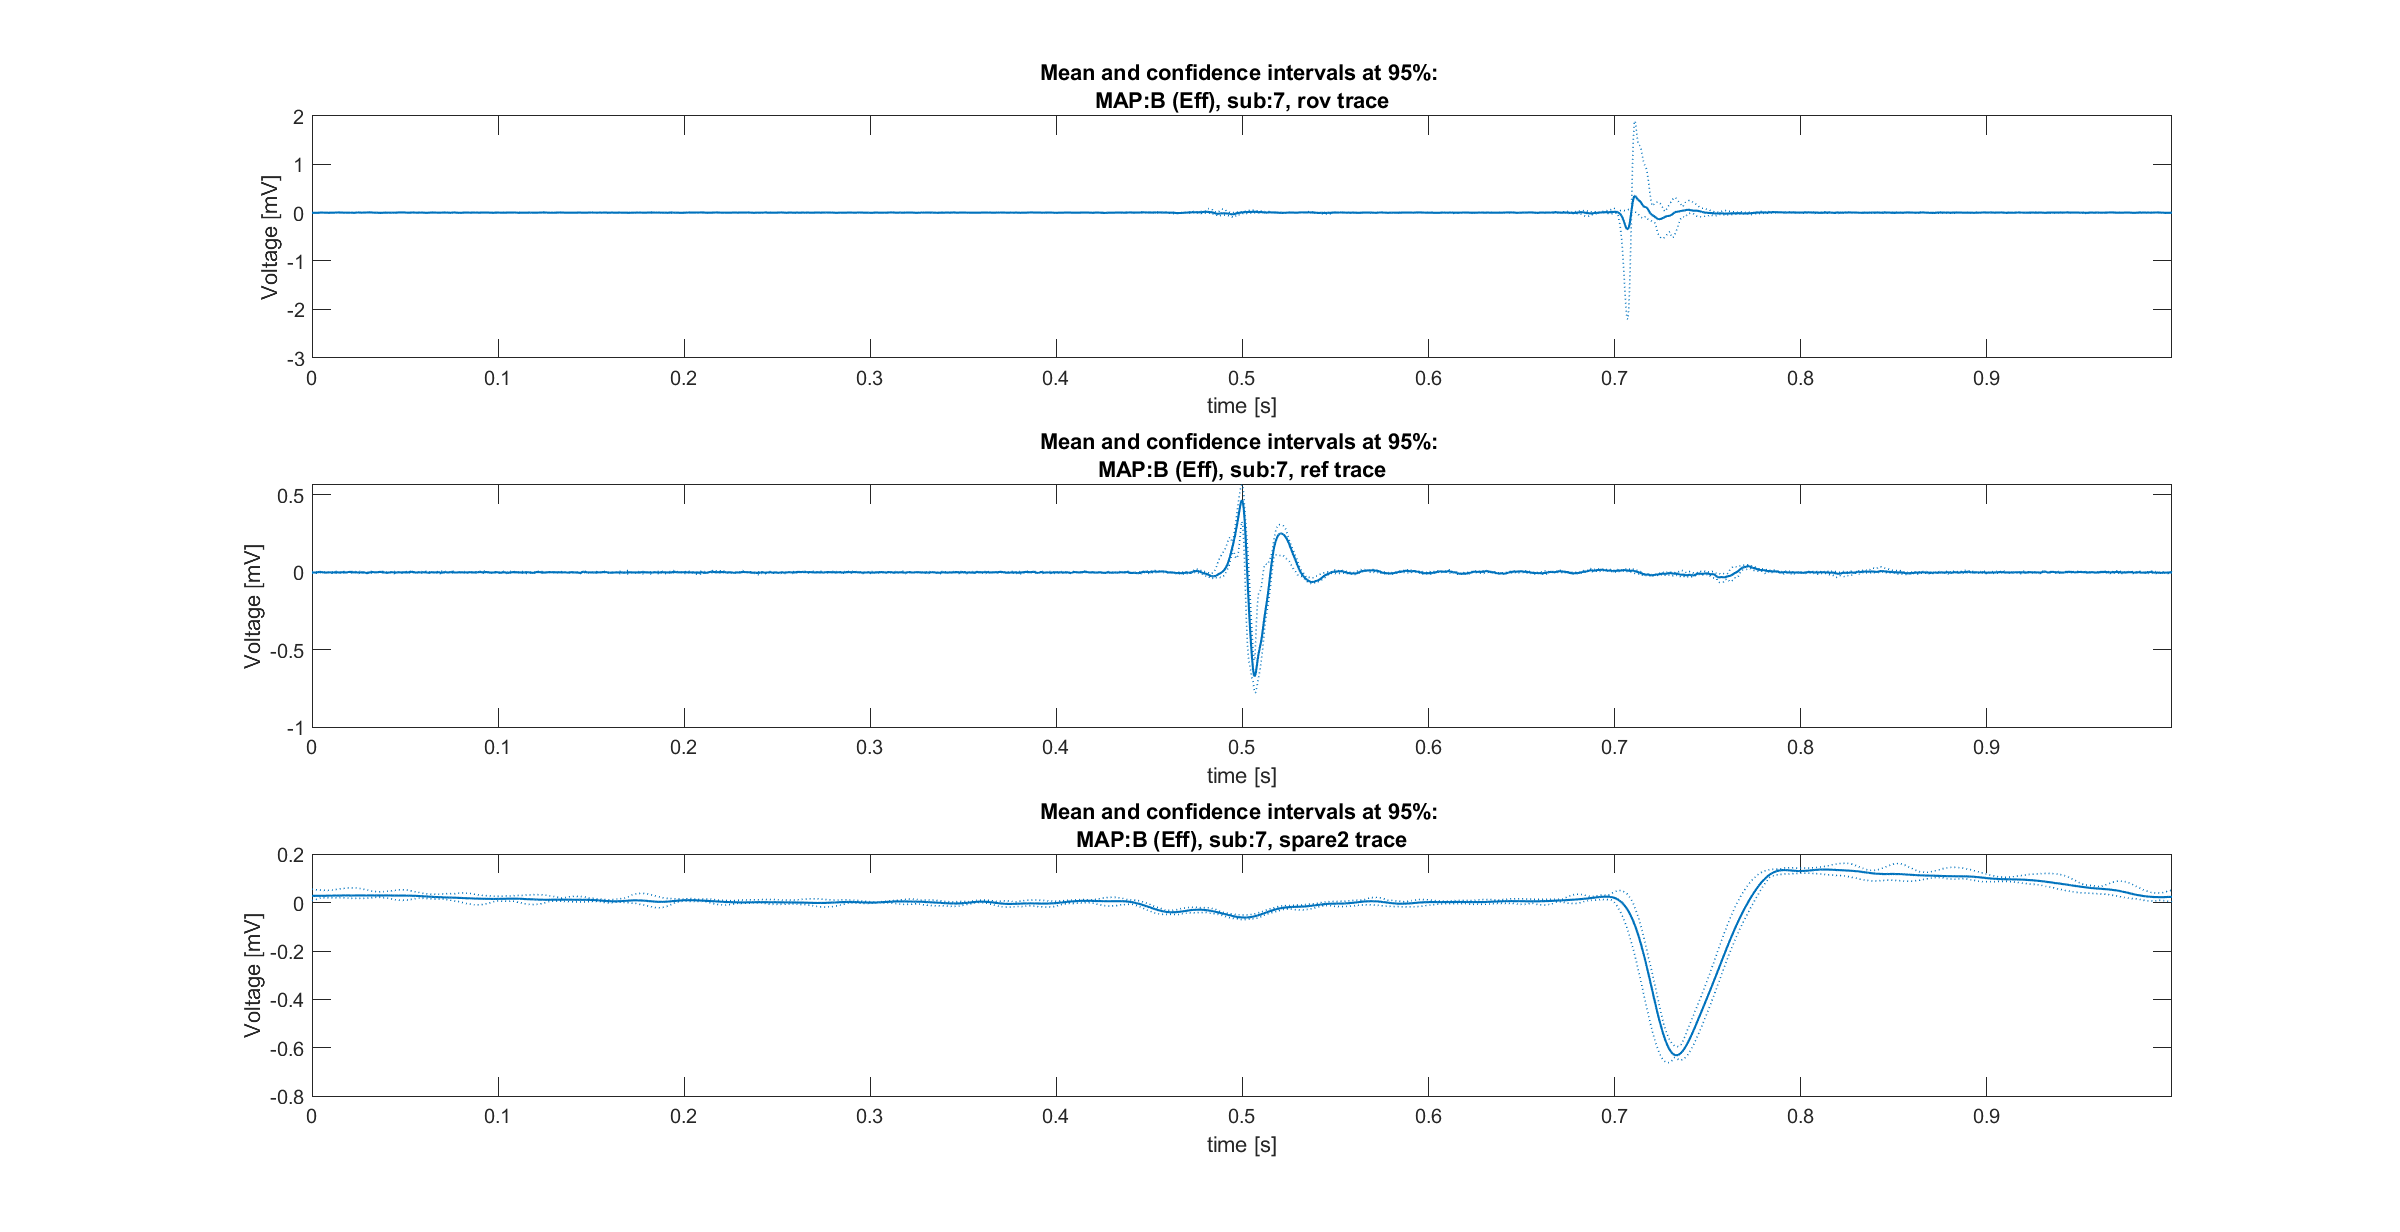 Mean and confidence intervals at 95%:
MAP:B (Eff), sub:7, rov trace
2
1
0
-1
-2
-3
Voltage [mV]
0 0.1 0.2 0.3 0.4 0.5 0.6 0.7 0.8 0.9
time [s]
Mean and confidence intervals at 95%:
MAP:B (Eff), sub:7, ref trace
0.5
0
-0.5
-1
Voltage [mV]
0 0.1 0.2 0.3 0.4 0.5 0.6 0.7 0.8 0.9
time [s]
Mean and confidence intervals at 95%:
MAP:B (Eff), sub:7, spare2 trace
0.2
0
-0.2
-0.4
-0.6
-0.8
Voltage [mV]
0 0.1 0.2 0.3 0.4 0.5 0.6 0.7 0.8 0.9
time [s]